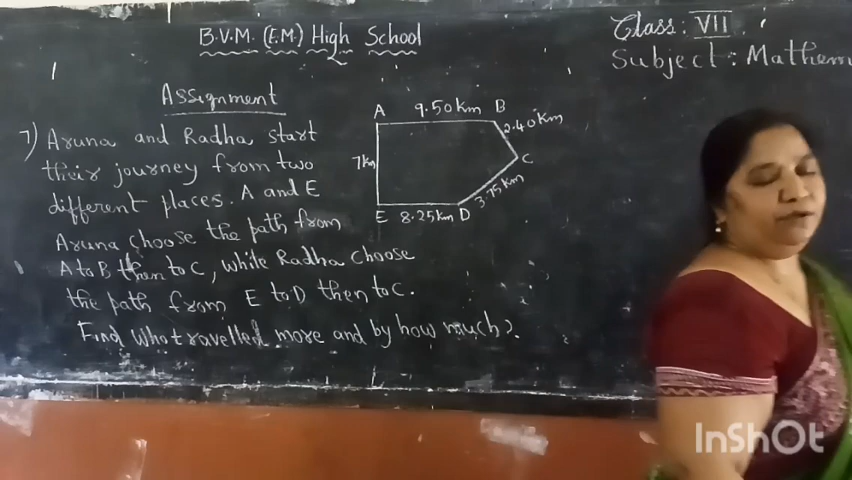 B.V.M. (E.M.) High School
Class: VII.
Subject: Mathem
Assignment
7) Aruna and Radha start
their journey from two
different places. A and E
Aruna choose the path from
A to B then to C, while Radha choose
the path from E to D then to C.
Find who travelled more and by how much?
A 9.50 km B
2.40 km
7 km
C
3.75 km
E 8.25 km D
InShOt